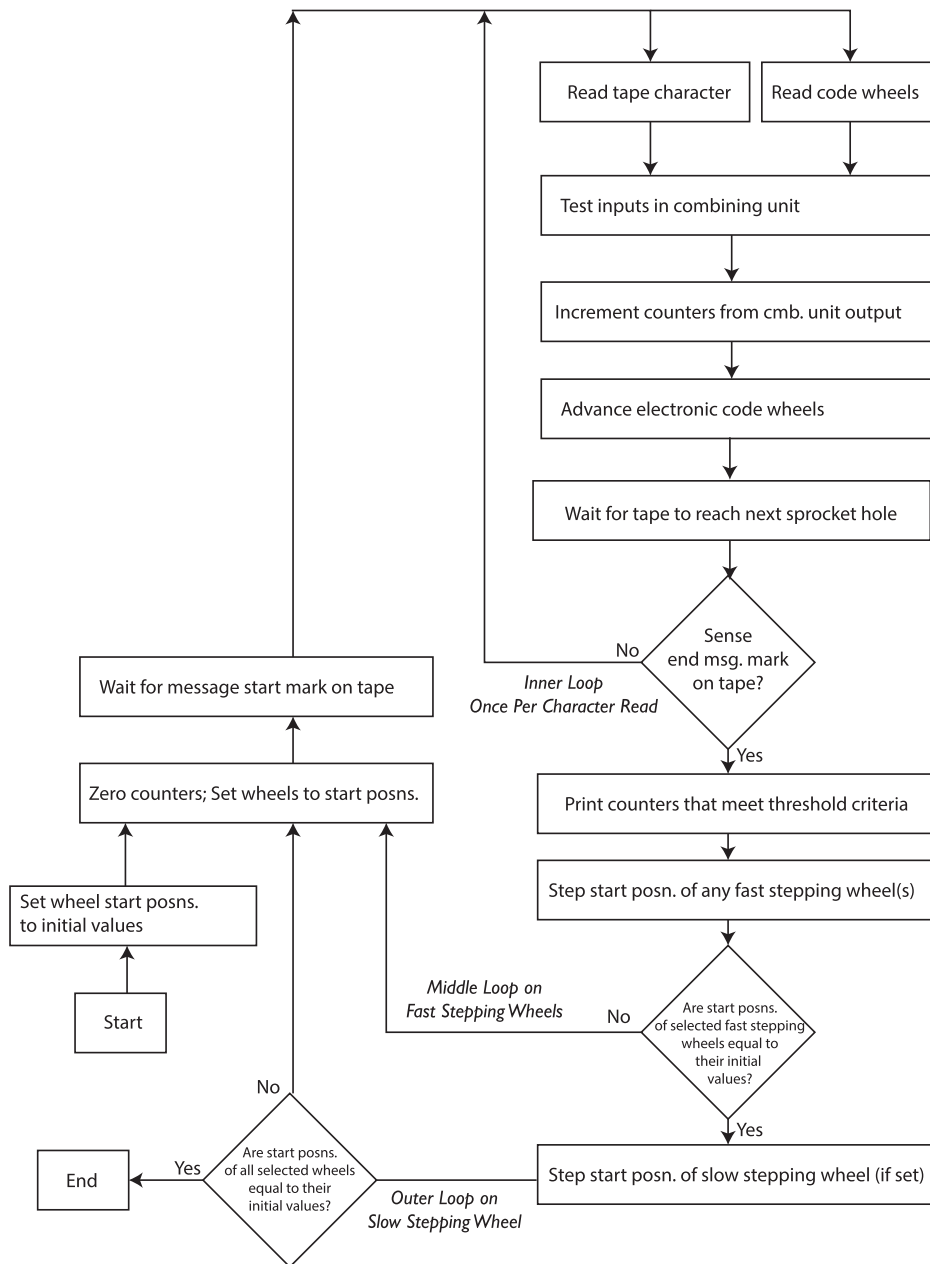 Read tape character
Read code wheels
Test inputs in combining unit
Increment counters from cmb. unit output
Advance electronic code wheels
Wait for tape to reach next sprocket hole
Sense
end msg. mark
on tape?
No
Inner Loop
Once Per Character Read
Yes
Wait for message start mark on tape
Zero counters; Set wheels to start posns.
Print counters that meet threshold criteria
Set wheel start posns.
to initial values
Step start posn. of any fast stepping wheel(s)
Start
Middle Loop on
Fast Stepping Wheels
No
Are start posns.
of selected fast stepping
wheels equal to
their initial
values?
Yes
No
Are start posns.
of all selected wheels
equal to their
initial values?
Yes
End
Outer Loop on
Slow Stepping Wheel
Step start posn. of slow stepping wheel (if set)